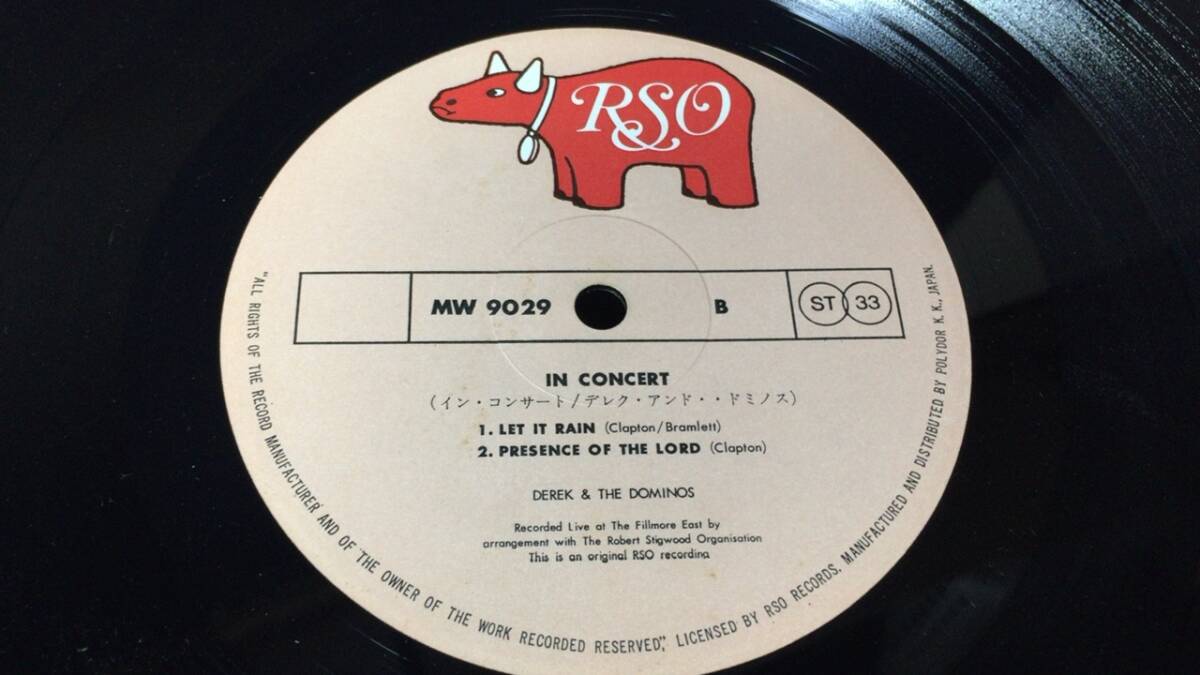 RSO
MW 9029 B ST 33
IN CONCERT
(イン・コンサート/デレク・アンド・・ドミノス)
1. LET IT RAIN (Clapton/Bramlett)
2. PRESENCE OF THE LORD (Clapton)
DEREK & THE DOMINOS
Recorded Live at The Fillmore East by
arrangement with The Robert Stigwood Organisation
This is an original RSO recording
"ALL RIGHTS OF THE RECORD MANUFACTURER AND OF THE OWNER OF THE WORK RECORDED RESERVED", LICENSED BY RSO RECORDS. MANUFACTURED AND DISTRIBUTED BY POLYDOR K. K., JAPAN.